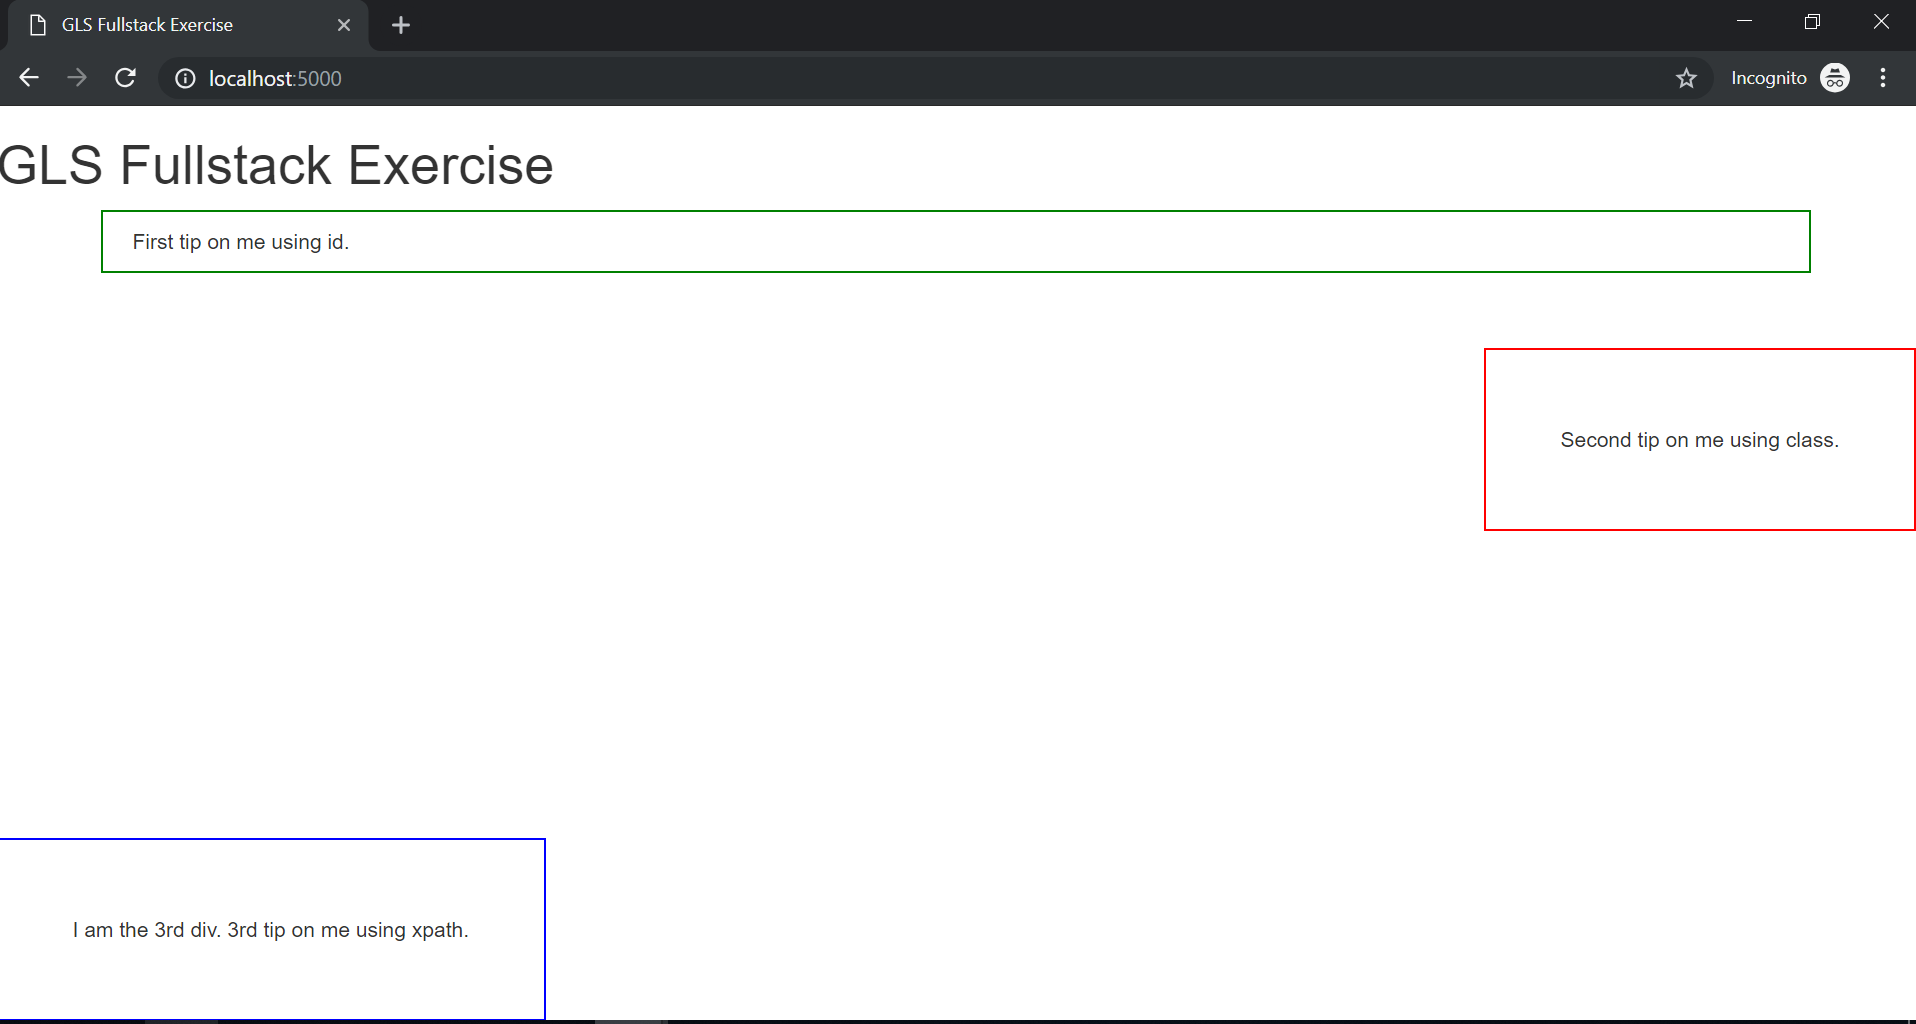 GLS Fullstack Exercise
localhost:5000
Incognito
GLS Fullstack Exercise
First tip on me using id.
Second tip on me using class.
I am the 3rd div. 3rd tip on me using xpath.